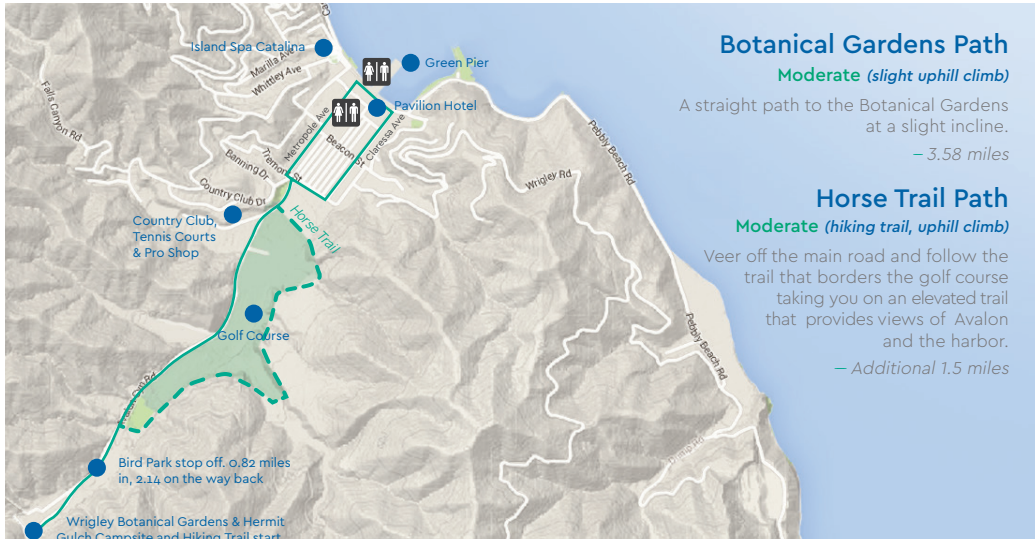 Botanical Gardens Path
Moderate (slight uphill climb)
A straight path to the Botanical Gardens
at a slight incline.
– 3.58 miles
Horse Trail Path
Moderate (hiking trail, uphill climb)
Veer off the main road and follow the
trail that borders the golf course
taking you on an elevated trail
that provides views of Avalon
and the harbor.
– Additional 1.5 miles
Island Spa Catalina
Green Pier
Marilla Ave
Whittley Ave
Pavilion Hotel
Falls Canyon Rd
Metropole Ave
Beacon St
Claressa Ave
Tremont St
Banning Dr
Country Club Dr
Pebbly Beach Rd
Wrigley Rd
Country Club,
Tennis Courts
& Pro Shop
Horse Trail
Golf Course
Pebbly Beach Rd
Bird Park stop off. 0.82 miles
in, 2.14 on the way back
Wrigley Botanical Gardens & Hermit
Gulch Campsite and Hiking Trail start